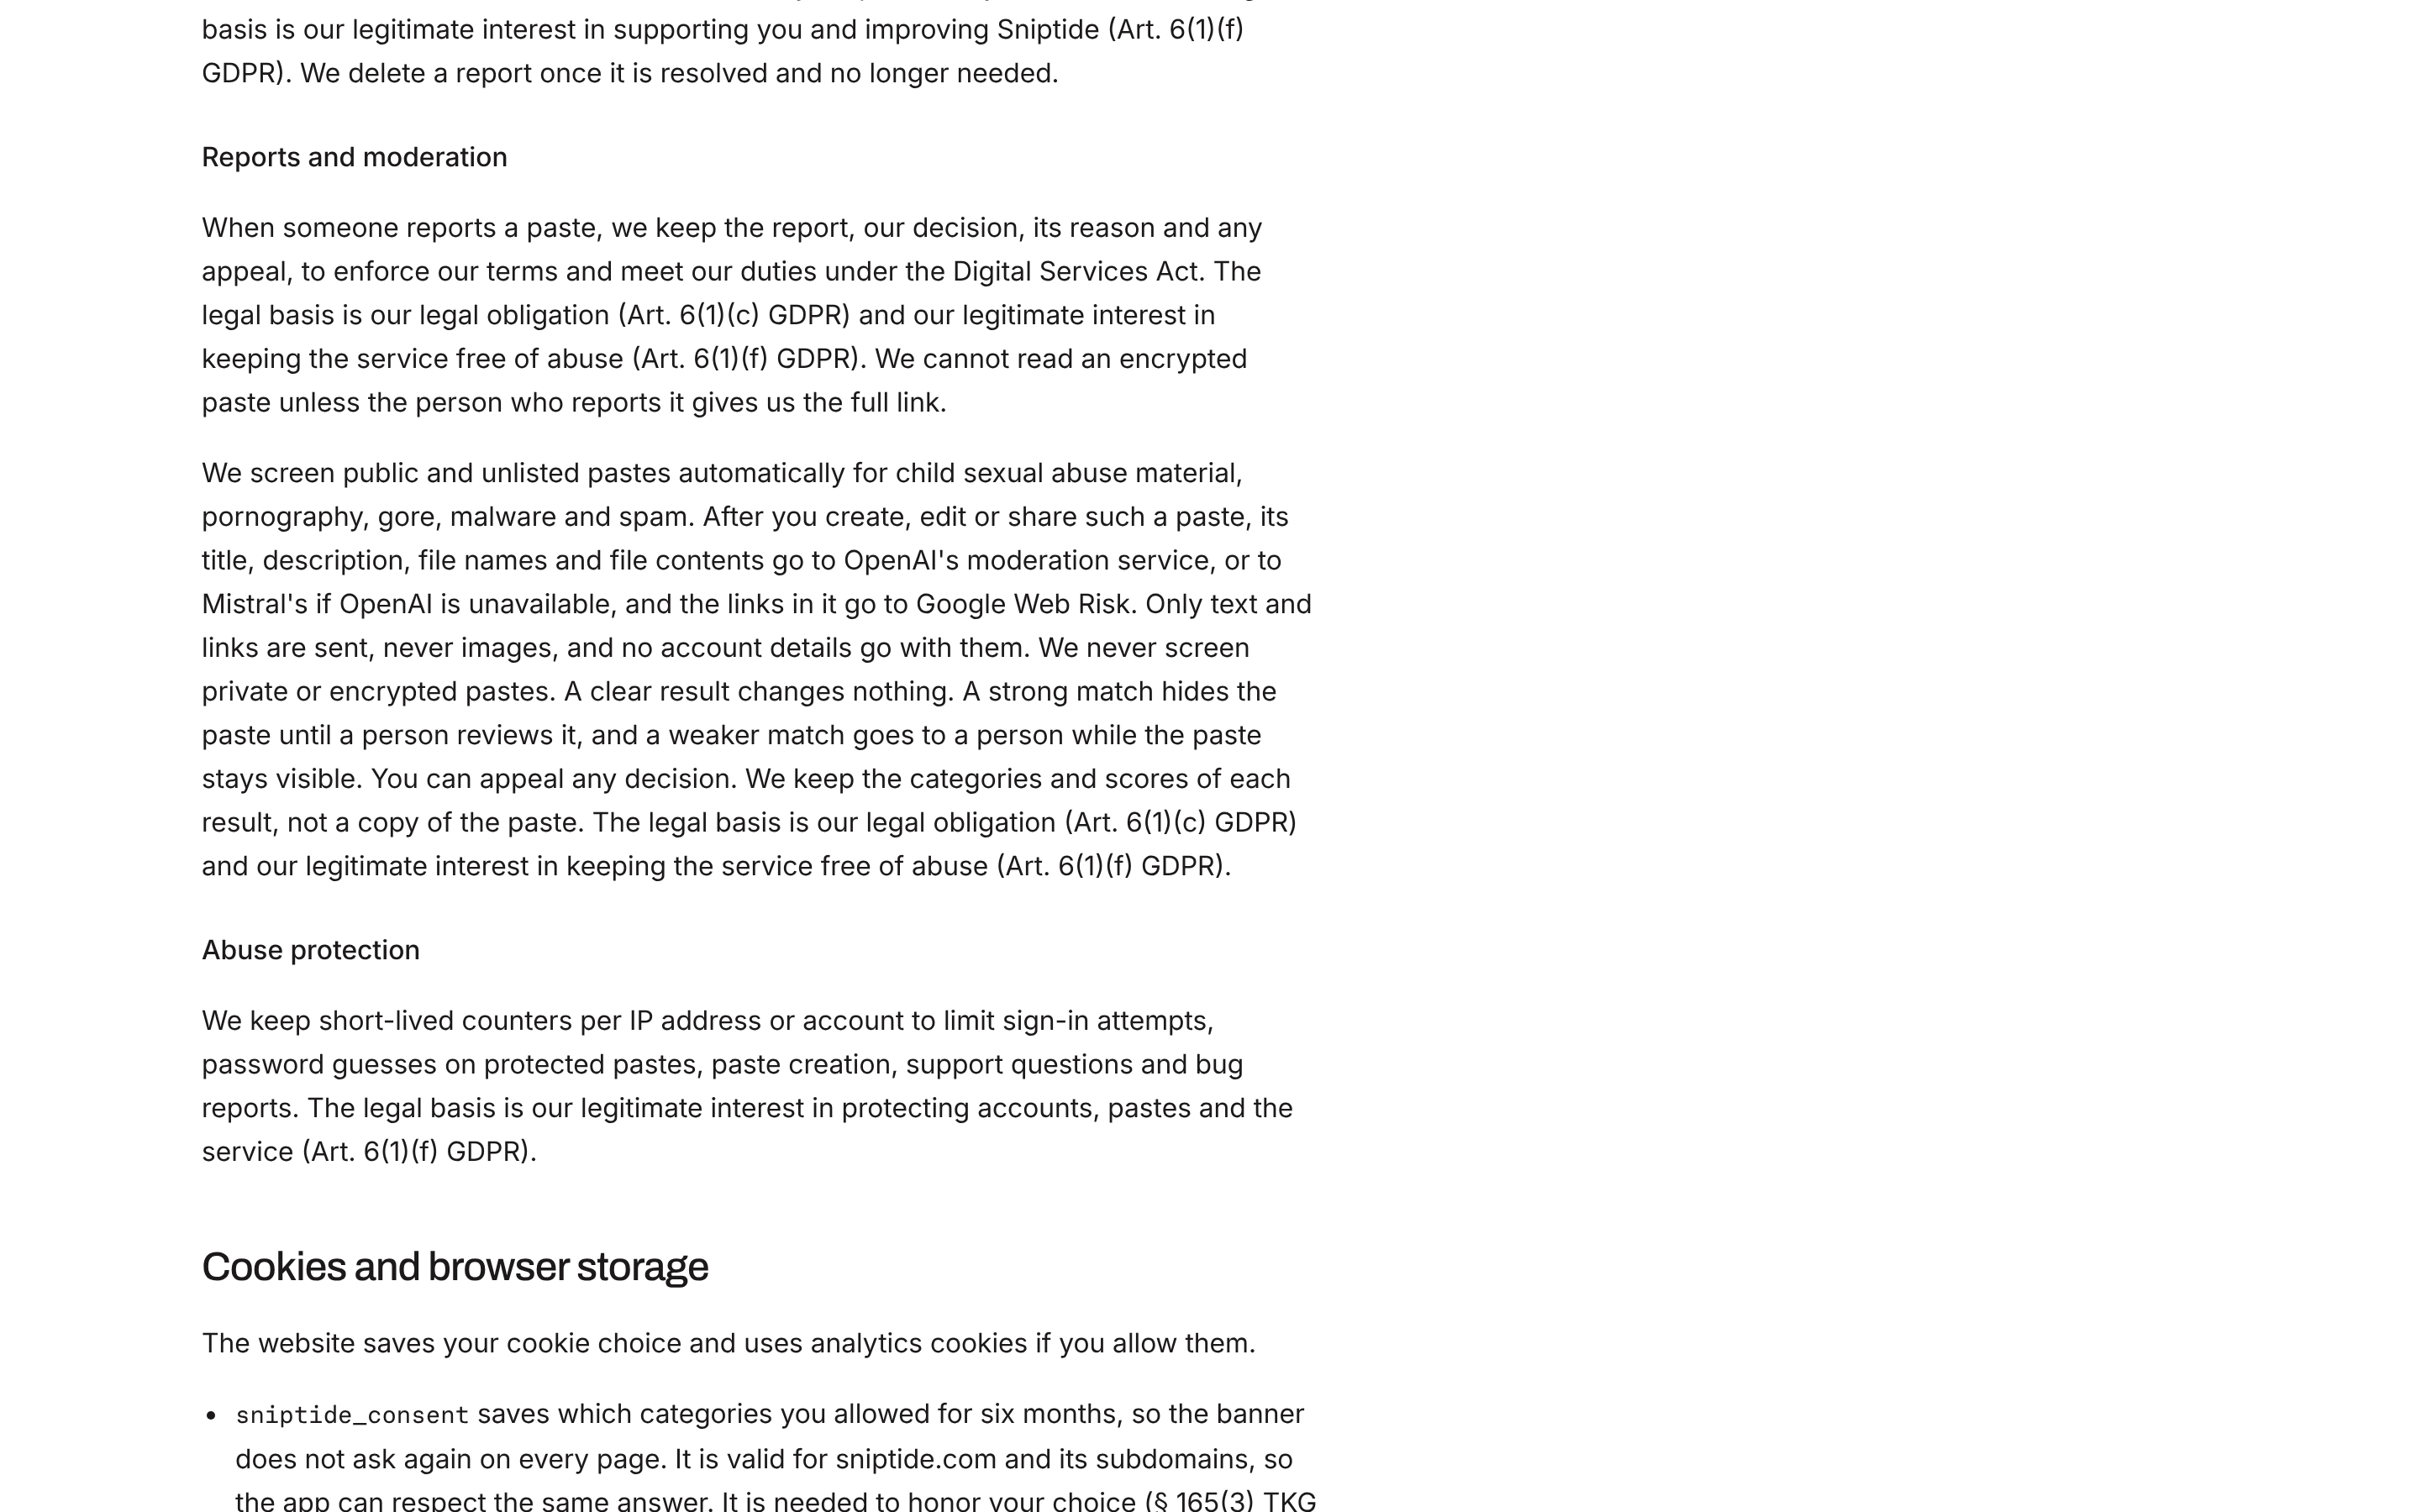 basis is our legitimate interest in supporting you and improving Sniptide (Art. 6(1)(f)
GDPR). We delete a report once it is resolved and no longer needed.
Reports and moderation
When someone reports a paste, we keep the report, our decision, its reason and any
appeal, to enforce our terms and meet our duties under the Digital Services Act. The
legal basis is our legal obligation (Art. 6(1)(c) GDPR) and our legitimate interest in
keeping the service free of abuse (Art. 6(1)(f) GDPR). We cannot read an encrypted
paste unless the person who reports it gives us the full link.
We screen public and unlisted pastes automatically for child sexual abuse material,
pornography, gore, malware and spam. After you create, edit or share such a paste, its
title, description, file names and file contents go to OpenAI's moderation service, or to
Mistral's if OpenAI is unavailable, and the links in it go to Google Web Risk. Only text and
links are sent, never images, and no account details go with them. We never screen
private or encrypted pastes. A clear result changes nothing. A strong match hides the
paste until a person reviews it, and a weaker match goes to a person while the paste
stays visible. You can appeal any decision. We keep the categories and scores of each
result, not a copy of the paste. The legal basis is our legal obligation (Art. 6(1)(c) GDPR)
and our legitimate interest in keeping the service free of abuse (Art. 6(1)(f) GDPR).
Abuse protection
We keep short-lived counters per IP address or account to limit sign-in attempts,
password guesses on protected pastes, paste creation, support questions and bug
reports. The legal basis is our legitimate interest in protecting accounts, pastes and the
service (Art. 6(1)(f) GDPR).
Cookies and browser storage
The website saves your cookie choice and uses analytics cookies if you allow them.
• sniptide_consent saves which categories you allowed for six months, so the banner
does not ask again on every page. It is valid for sniptide.com and its subdomains, so
the app can respect the same answer. It is needed to honor your choice (§ 165(3) TKG